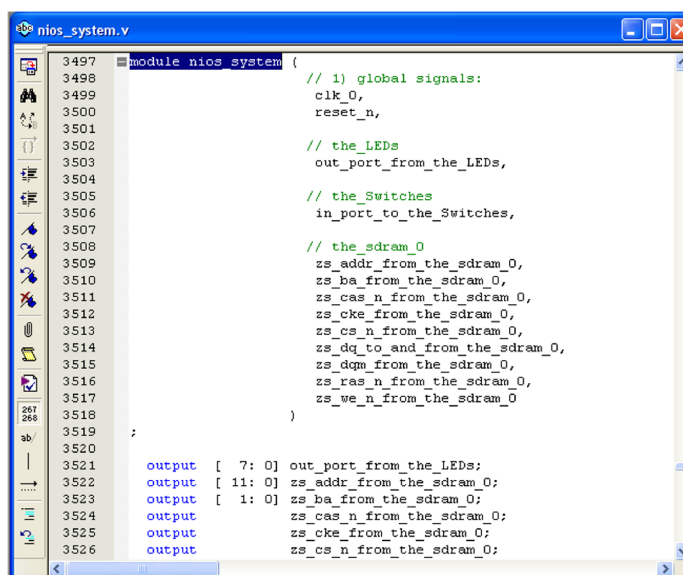 nios_system.v
3497 module nios_system (
3498 // 1) global signals:
3499 clk_0,
3500 reset_n,
3501
3502 // the_LEDs
3503 out_port_from_the_LEDs,
3504
3505 // the_Switches
3506 in_port_to_the_Switches,
3507
3508 // the_sdram_0
3509 zs_addr_from_the_sdram_0,
3510 zs_ba_from_the_sdram_0,
3511 zs_cas_n_from_the_sdram_0,
3512 zs_cke_from_the_sdram_0,
3513 zs_cs_n_from_the_sdram_0,
3514 zs_dq_to_and_from_the_sdram_0,
3515 zs_dqm_from_the_sdram_0,
3516 zs_ras_n_from_the_sdram_0,
3517 zs_we_n_from_the_sdram_0
3518 )
3519 ;
3520
3521 output [ 7: 0] out_port_from_the_LEDs;
3522 output [ 11: 0] zs_addr_from_the_sdram_0;
3523 output [ 1: 0] zs_ba_from_the_sdram_0;
3524 output zs_cas_n_from_the_sdram_0;
3525 output zs_cke_from_the_sdram_0;
3526 output zs_cs_n_from_the_sdram_0;
267
268
ab/